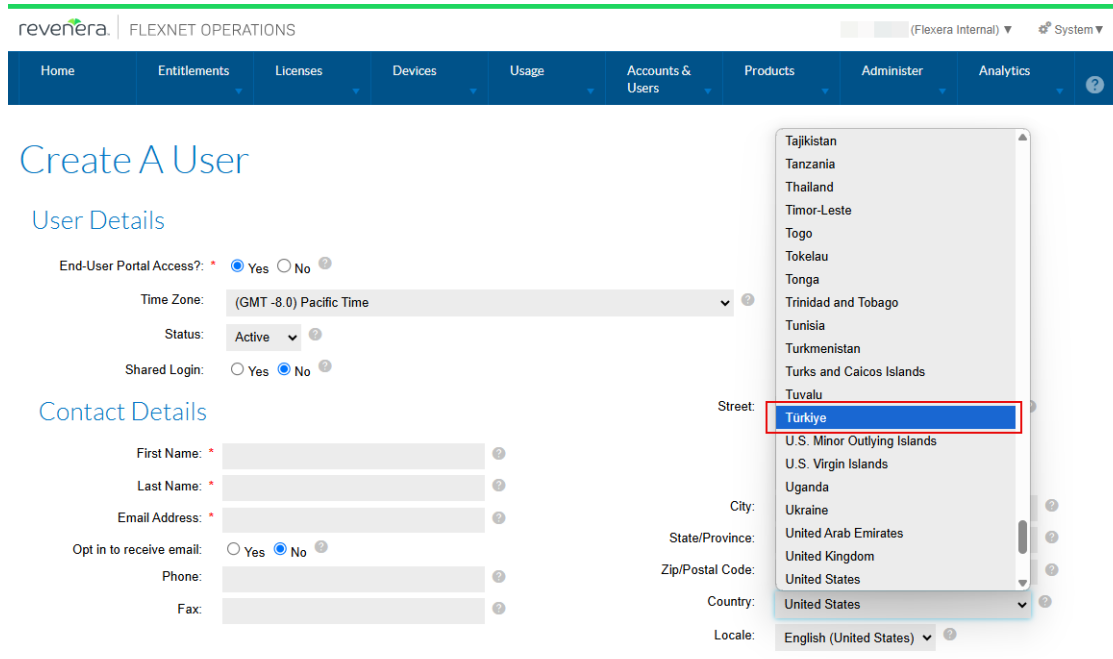 revenera. FLEXNET OPERATIONS
(Flexera Internal) ▼ System▼
Home Entitlements Licenses Devices Usage Accounts & Users Products Administer Analytics ?
Create A User
User Details
End-User Portal Access?: * Yes No ?
Time Zone: (GMT -8.0) Pacific Time ?
Status: Active ?
Shared Login: Yes No ?
Contact Details
First Name: * ?
Last Name: * ?
Email Address: * ?
Opt in to receive email: Yes No ?
Phone: ?
Fax: ?
Street: ?
City: ?
State/Province: ?
Zip/Postal Code: ?
Country: United States ?
Locale: English (United States) ?
Tajikistan
Tanzania
Thailand
Timor-Leste
Togo
Tokelau
Tonga
Trinidad and Tobago
Tunisia
Turkmenistan
Turks and Caicos Islands
Tuvalu
Türkiye
U.S. Minor Outlying Islands
U.S. Virgin Islands
Uganda
Ukraine
United Arab Emirates
United Kingdom
United States